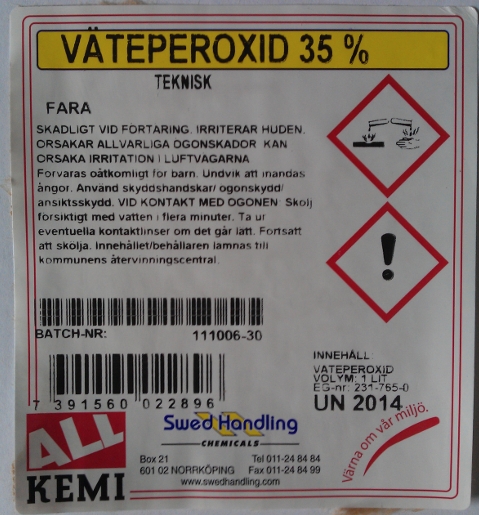 VÄTEPEROXID 35 %
TEKNISK
FARA
SKADLIGT VID FÖRTÄRING. IRRITERAR HUDEN.
ORSAKAR ALLVARLIGA ÖGONSKADOR KAN
ORSAKA IRRITATION I LUFTVÄGARNA
Förvaras oåtkomligt för barn. Undvik att inandas
ångor. Använd skyddshandskar/ ögonskydd/
ansiktsskydd. VID KONTAKT MED ÖGONEN: Skölj
försiktigt med vatten i flera minuter. Ta ur
eventuella kontaktlinser om det går lätt. Fortsätt
att skölja. Innehållet/behållaren lämnas till
kommunens återvinningscentral.
BATCH-NR: 111006-30
7 391560 022896
INNEHÅLL:
VÄTEPEROXID
VOLYM: 1 LIT
EG-nr: 231-765-0
UN 2014
Värna om vår miljö.
ALL
KEMI
Swed Handling
CHEMICALS
Box 21 Tel 011-24 84 84
601 02 NORRKÖPING Fax 011-24 84 99
www.swedhandling.com